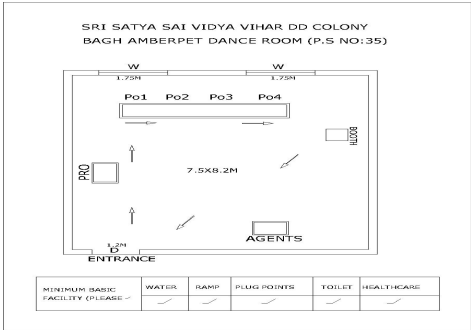 SRI SATYA SAI VIDYA VIHAR DD COLONY
BAGH AMBERPET DANCE ROOM (P.S NO:35)
W W
1.75M 1.75M
Po1 Po2 Po3 Po4
BOOTH
PRO
7.5X8.2M
AGENTS
1.2M
D
ENTRANCE
MINIMUM BASIC WATER RAMP PLUG POINTS TOILET HEALTHCARE
FACILITY (PLEASE ✓ ✓ ✓ ✓ ✓ ✓